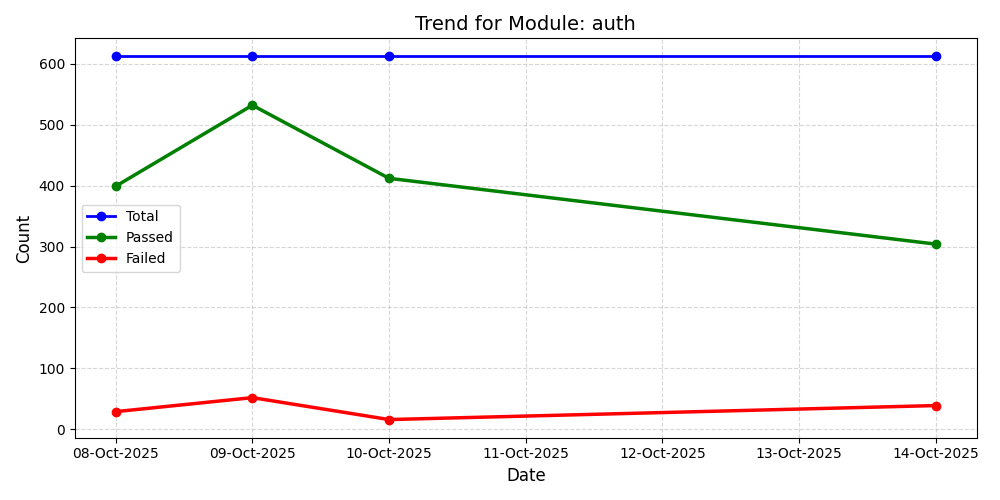 Trend for Module: auth
Count
600
500
400
300
200
100
0
Total
Passed
Failed
08-Oct-2025 09-Oct-2025 10-Oct-2025 11-Oct-2025 12-Oct-2025 13-Oct-2025 14-Oct-2025
Date